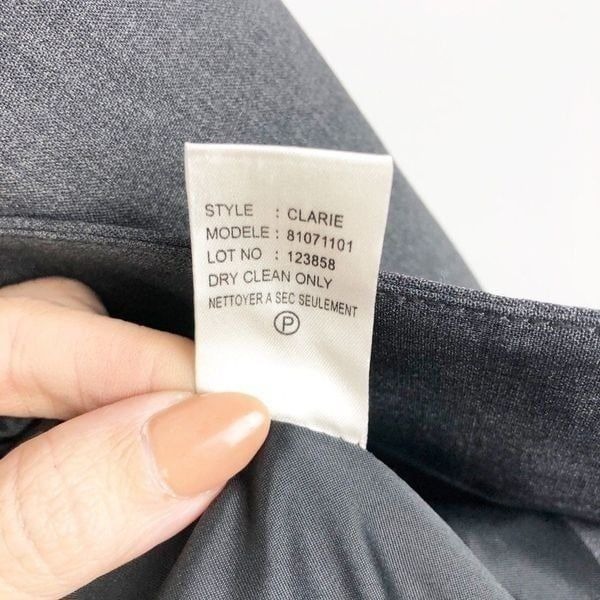 STYLE : CLARIE
MODELE : 81071101
LOT NO : 123858
DRY CLEAN ONLY
NETTOYER A SEC SEULEMENT
P